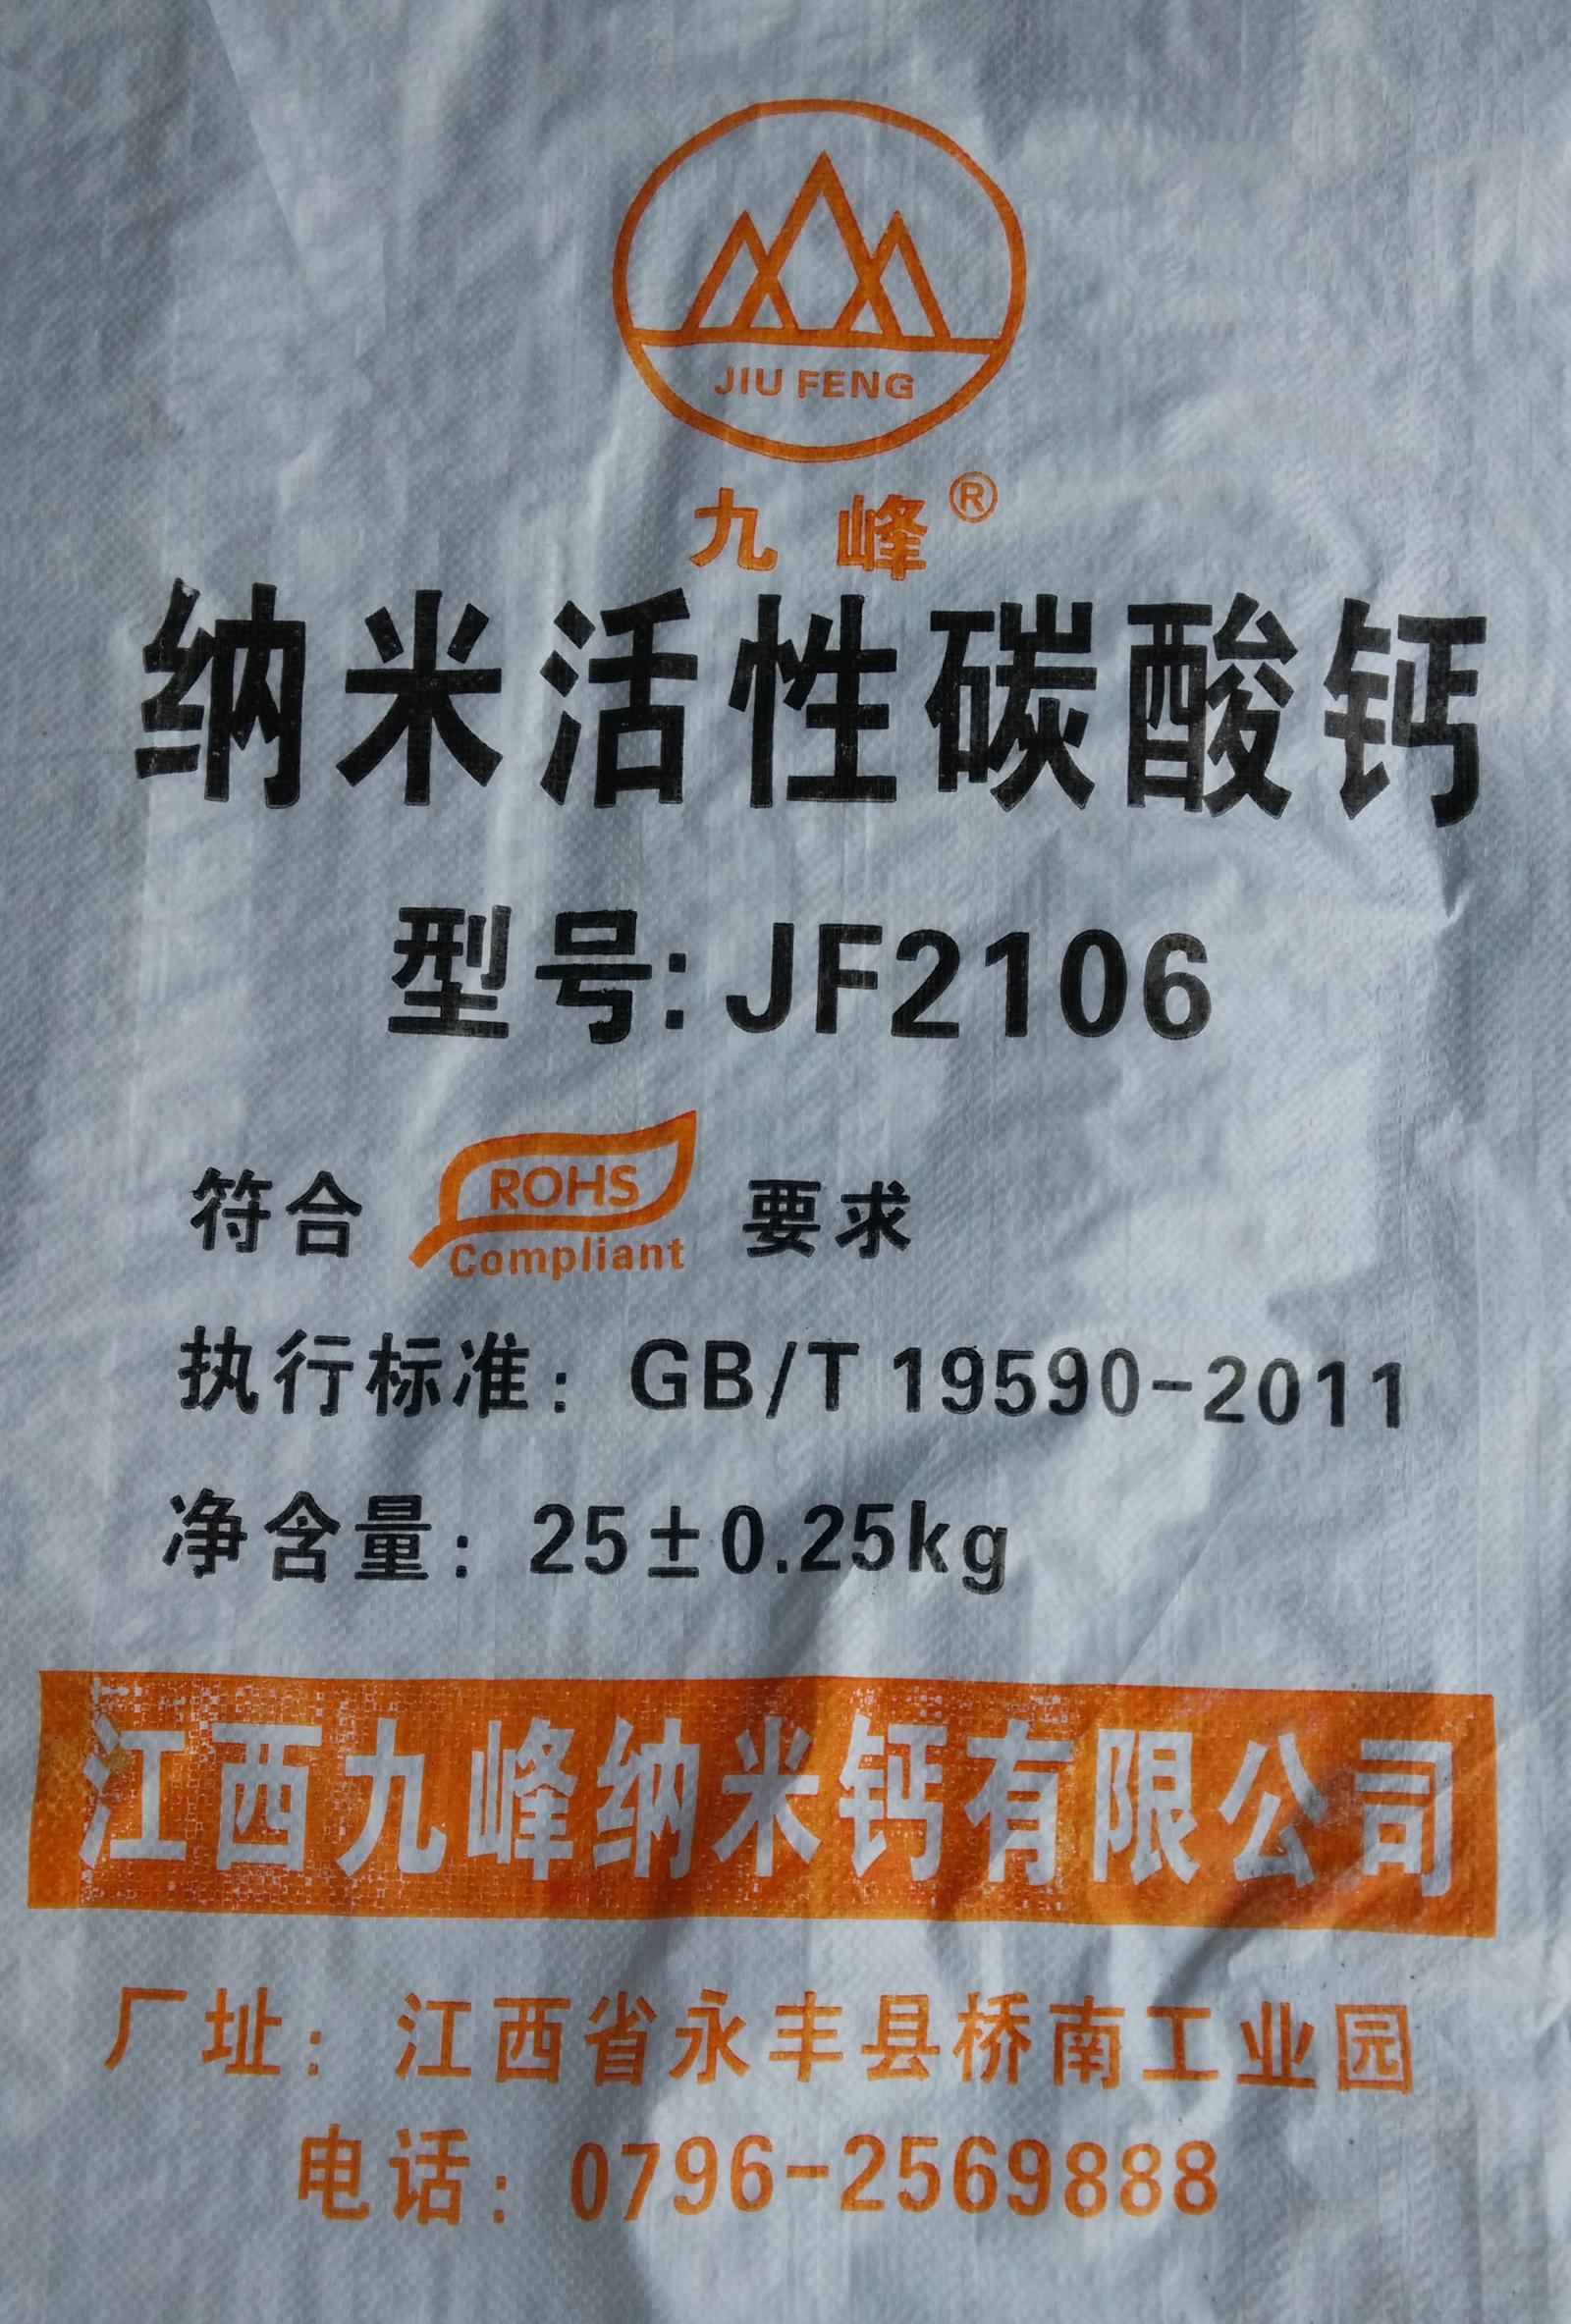 JIU FENG
九峰®
纳米活性碳酸钙
型号: JF2106
符合 ROHS Compliant 要求
执行标准: GB/T 19590-2011
净含量: 25±0.25kg
江西九峰纳米钙有限公司
厂址: 江西省永丰县桥南工业园
电话: 0796-2569888